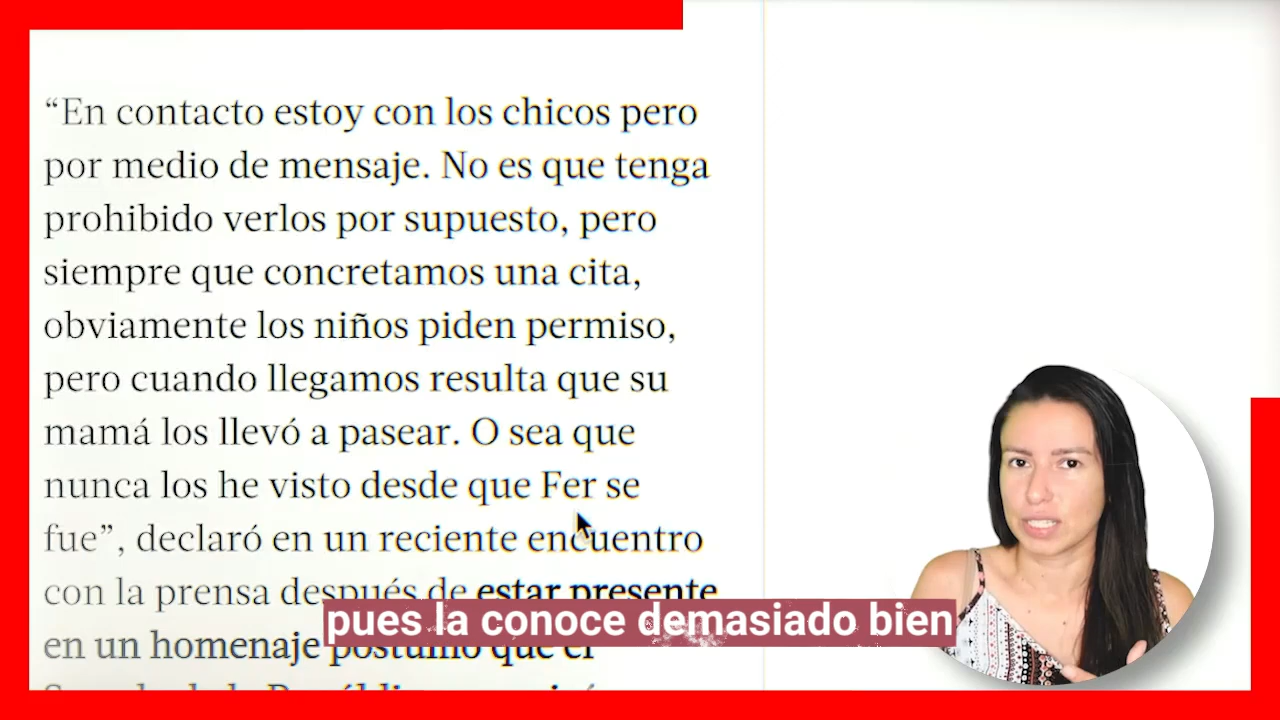 “En contacto estoy con los chicos pero
por medio de mensaje. No es que tenga
prohibido verlos por supuesto, pero
siempre que concretamos una cita,
obviamente los niños piden permiso,
pero cuando llegamos resulta que su
mamá los llevó a pasear. O sea que
nunca los he visto desde que Fer se
fue”, declaró en un reciente encuentro
con la prensa después de estar presente
en un homenaje póstumo que el
pues la conoce demasiado bien